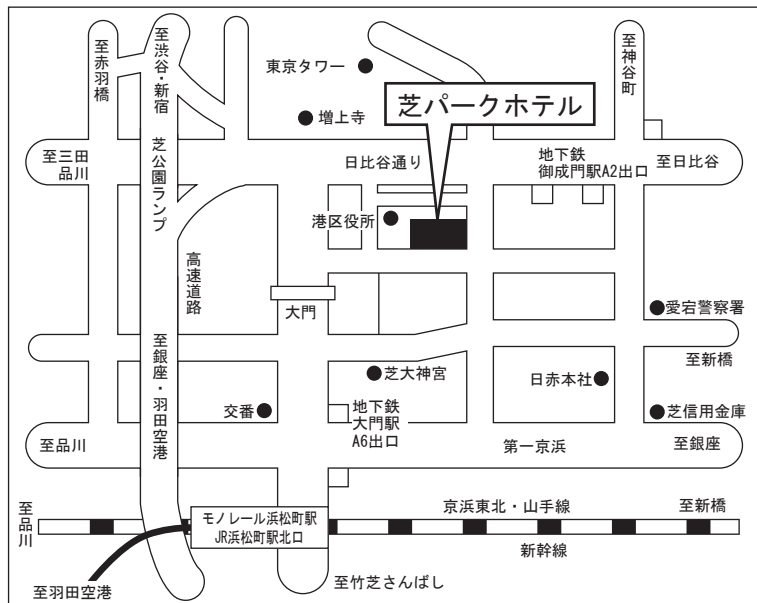 至赤羽橋
至渋谷・新宿
東京タワー
至神谷町
芝パークホテル
増上寺
至三田
品川
芝公園ランプ
日比谷通り
地下鉄
御成門駅A2出口
至日比谷
港区役所
高速道路
大門
愛宕警察署
至新橋
至銀座・羽田空港
芝大神宮
日赤本社
交番
地下鉄
大門駅
A6出口
芝信用金庫
至品川
第一京浜
至銀座
至品川
モノレール浜松町駅
JR浜松町駅北口
京浜東北・山手線
至新橋
新幹線
至羽田空港
至竹芝さんばし